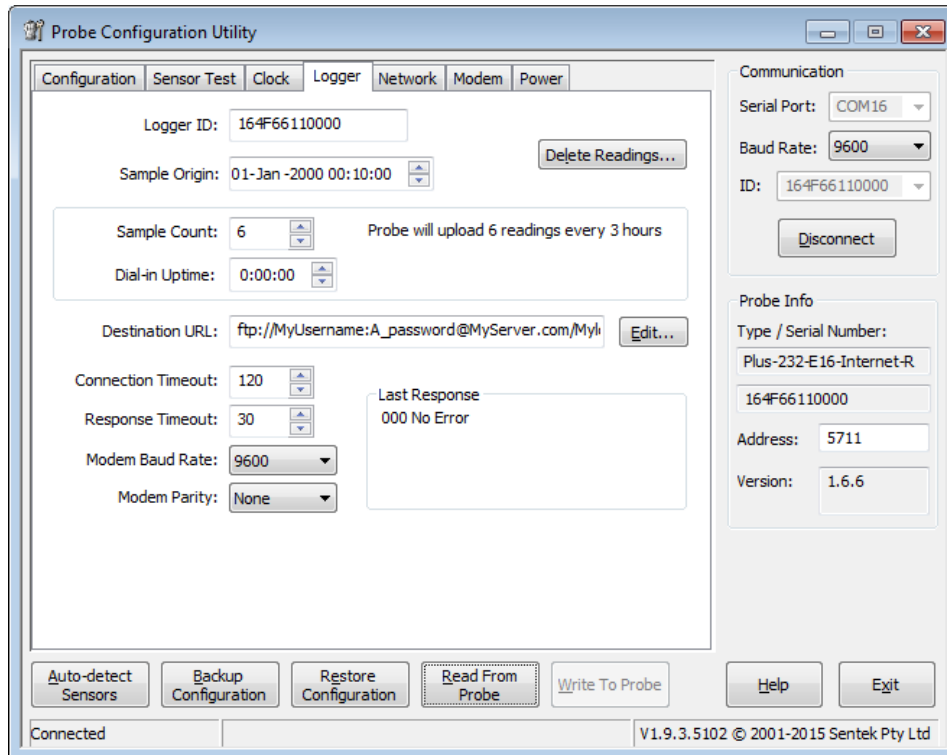 Probe Configuration Utility
Configuration Sensor Test Clock Logger Network Modem Power
Logger ID: 164F66110000
Delete Readings...
Sample Origin: 01-Jan -2000 00:10:00
Sample Count: 6 Probe will upload 6 readings every 3 hours
Dial-in Uptime: 0:00:00
Destination URL: ftp://MyUsername:A_password@MyServer.com/Myl Edit...
Connection Timeout: 120
Response Timeout: 30
Modem Baud Rate: 9600
Modem Parity: None
Last Response
000 No Error
Communication
Serial Port: COM16
Baud Rate: 9600
ID: 164F66110000
Disconnect
Probe Info
Type / Serial Number:
Plus-232-E16-Internet-R
164F66110000
Address: 5711
Version: 1.6.6
Auto-detect Sensors
Backup Configuration
Restore Configuration
Read From Probe
Write To Probe
Help
Exit
Connected
V1.9.3.5102 © 2001-2015 Sentek Pty Ltd